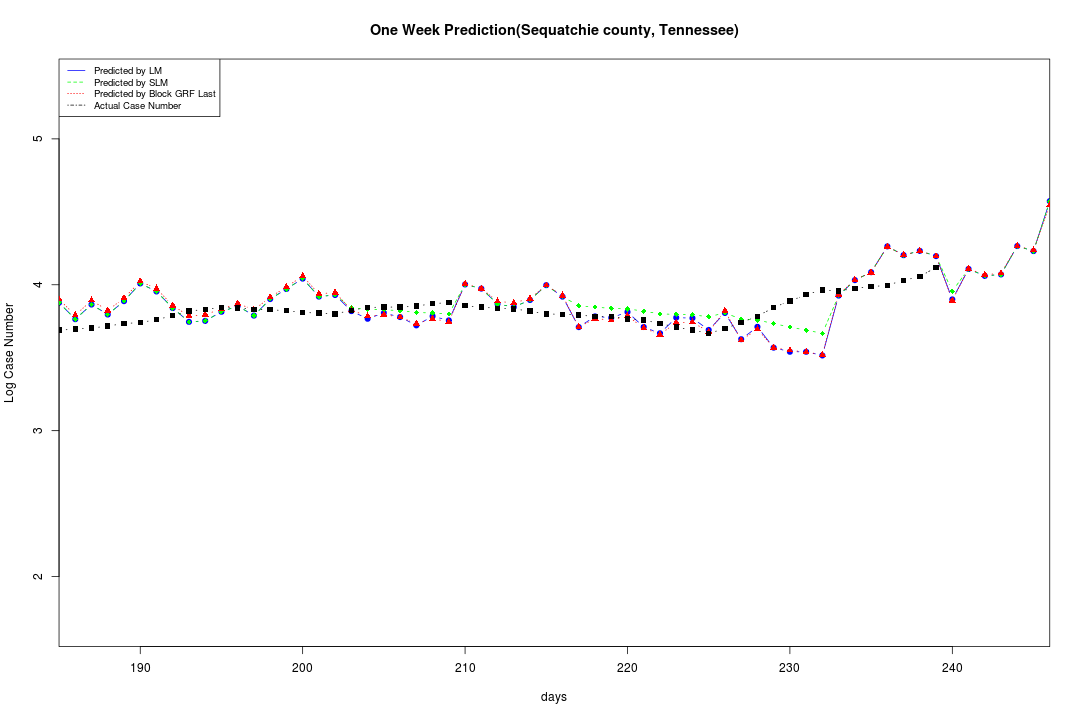 One Week Prediction(Sequatchie county, Tennessee)
Predicted by LM
Predicted by SLM
Predicted by Block GRF Last
Actual Case Number
5
4
3
2
Log Case Number
190 200 210 220 230 240
days